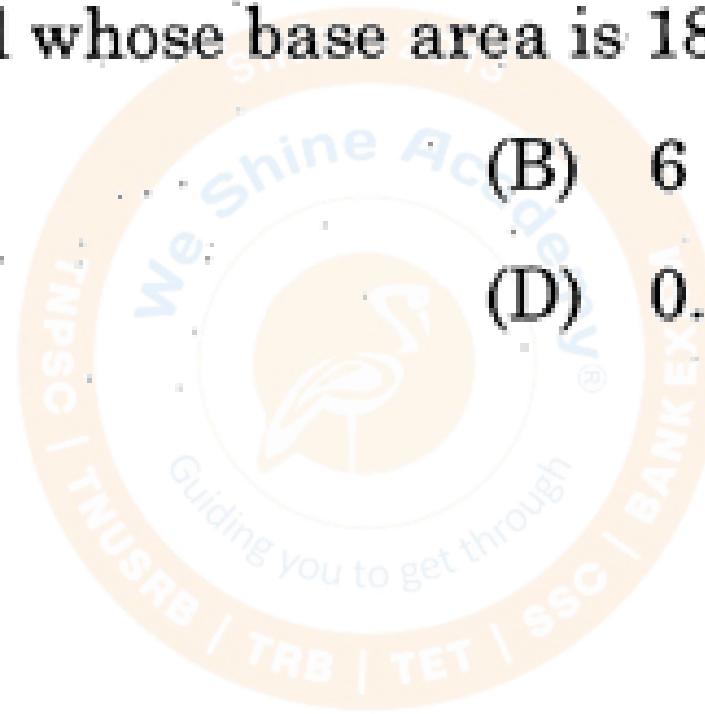 whose base area is 18
(B) 6
(D) 0.
We Shine Academy®
Guiding you to get through
TNPSC | TNUSRB | TRB | TET | SSC | BANK EX